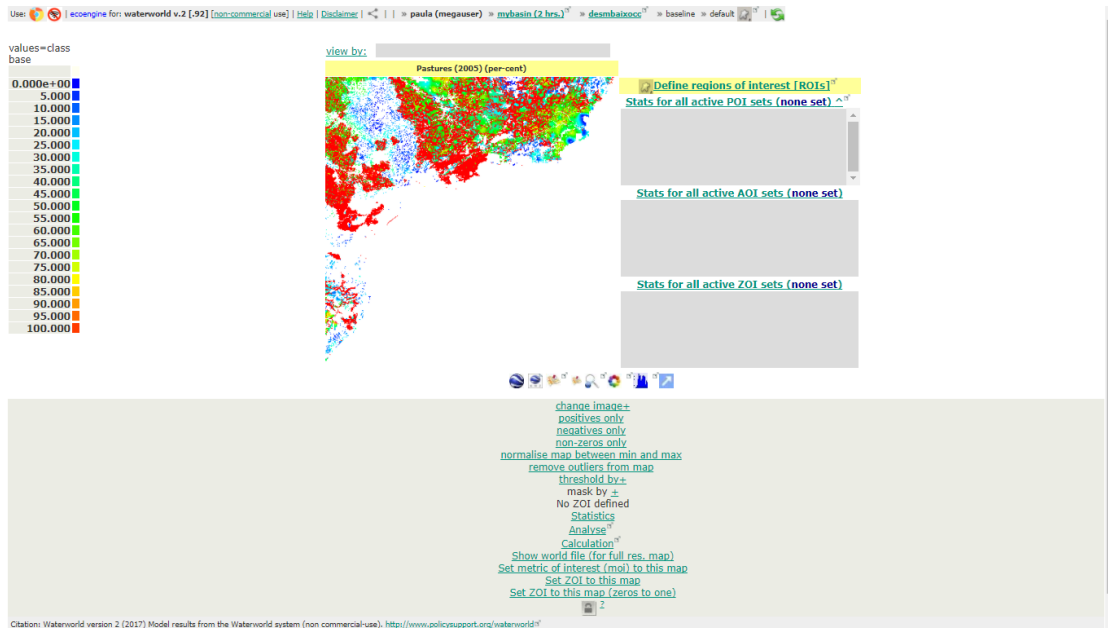 Use: | ecoengine for: waterworld v.2 [.92] [non-commercial use] | Help | Disclaimer | | | » paula (megauser) » mybasin (2 hrs.) » desmbaixocc » baseline » default |
values=class
base
view by:
Pastures (2005) (per-cent)
0.000e+00
5.000
10.000
15.000
20.000
25.000
30.000
35.000
40.000
45.000
50.000
55.000
60.000
65.000
70.000
75.000
80.000
85.000
90.000
95.000
100.000
Define regions of interest [ROIs]
Stats for all active POI sets (none set) ^
Stats for all active AOI sets (none set)
Stats for all active ZOI sets (none set)
change image+
positives only
negatives only
non-zeros only
normalise map between min and max
remove outliers from map
threshold by+
mask by +
No ZOI defined
Statistics
Analyse
Calculation
Show world file (for full res. map)
Set metric of interest (moi) to this map
Set ZOI to this map
Set ZOI to this map (zeros to one)
?
Citation: Waterworld version 2 (2017) Model results from the Waterworld system (non commercial-use). http://www.policysupport.org/waterworld